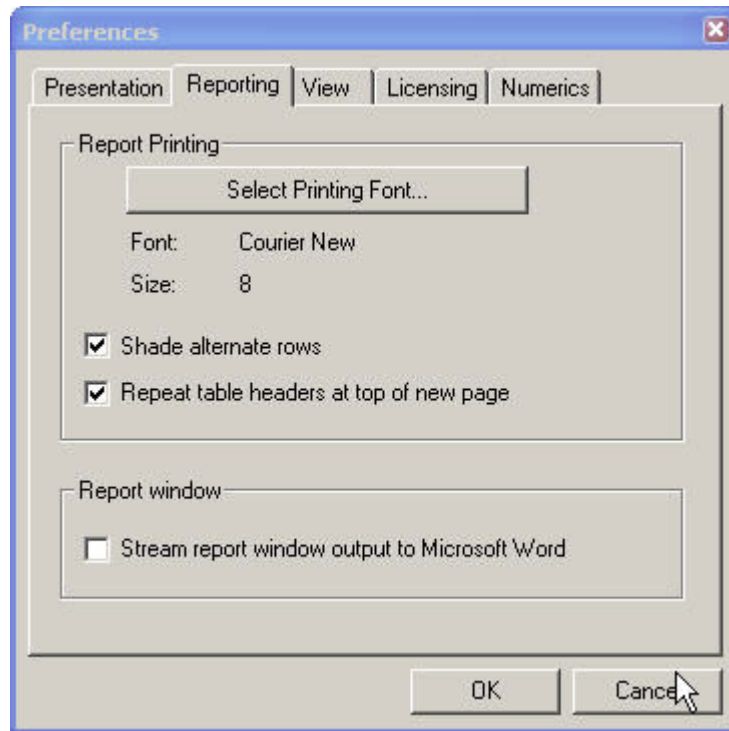 Preferences
Presentation Reporting View Licensing Numerics
Report Printing
Select Printing Font...
Font: Courier New
Size: 8
Shade alternate rows
Repeat table headers at top of new page
Report window
Stream report window output to Microsoft Word
OK Cancel